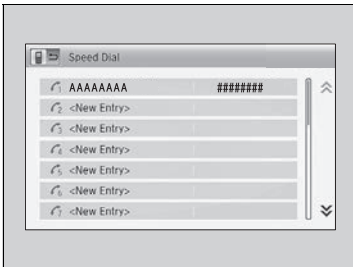 Speed Dial
1 AAAAAAAA ########
2 <New Entry>
3 <New Entry>
4 <New Entry>
5 <New Entry>
6 <New Entry>
7 <New Entry>